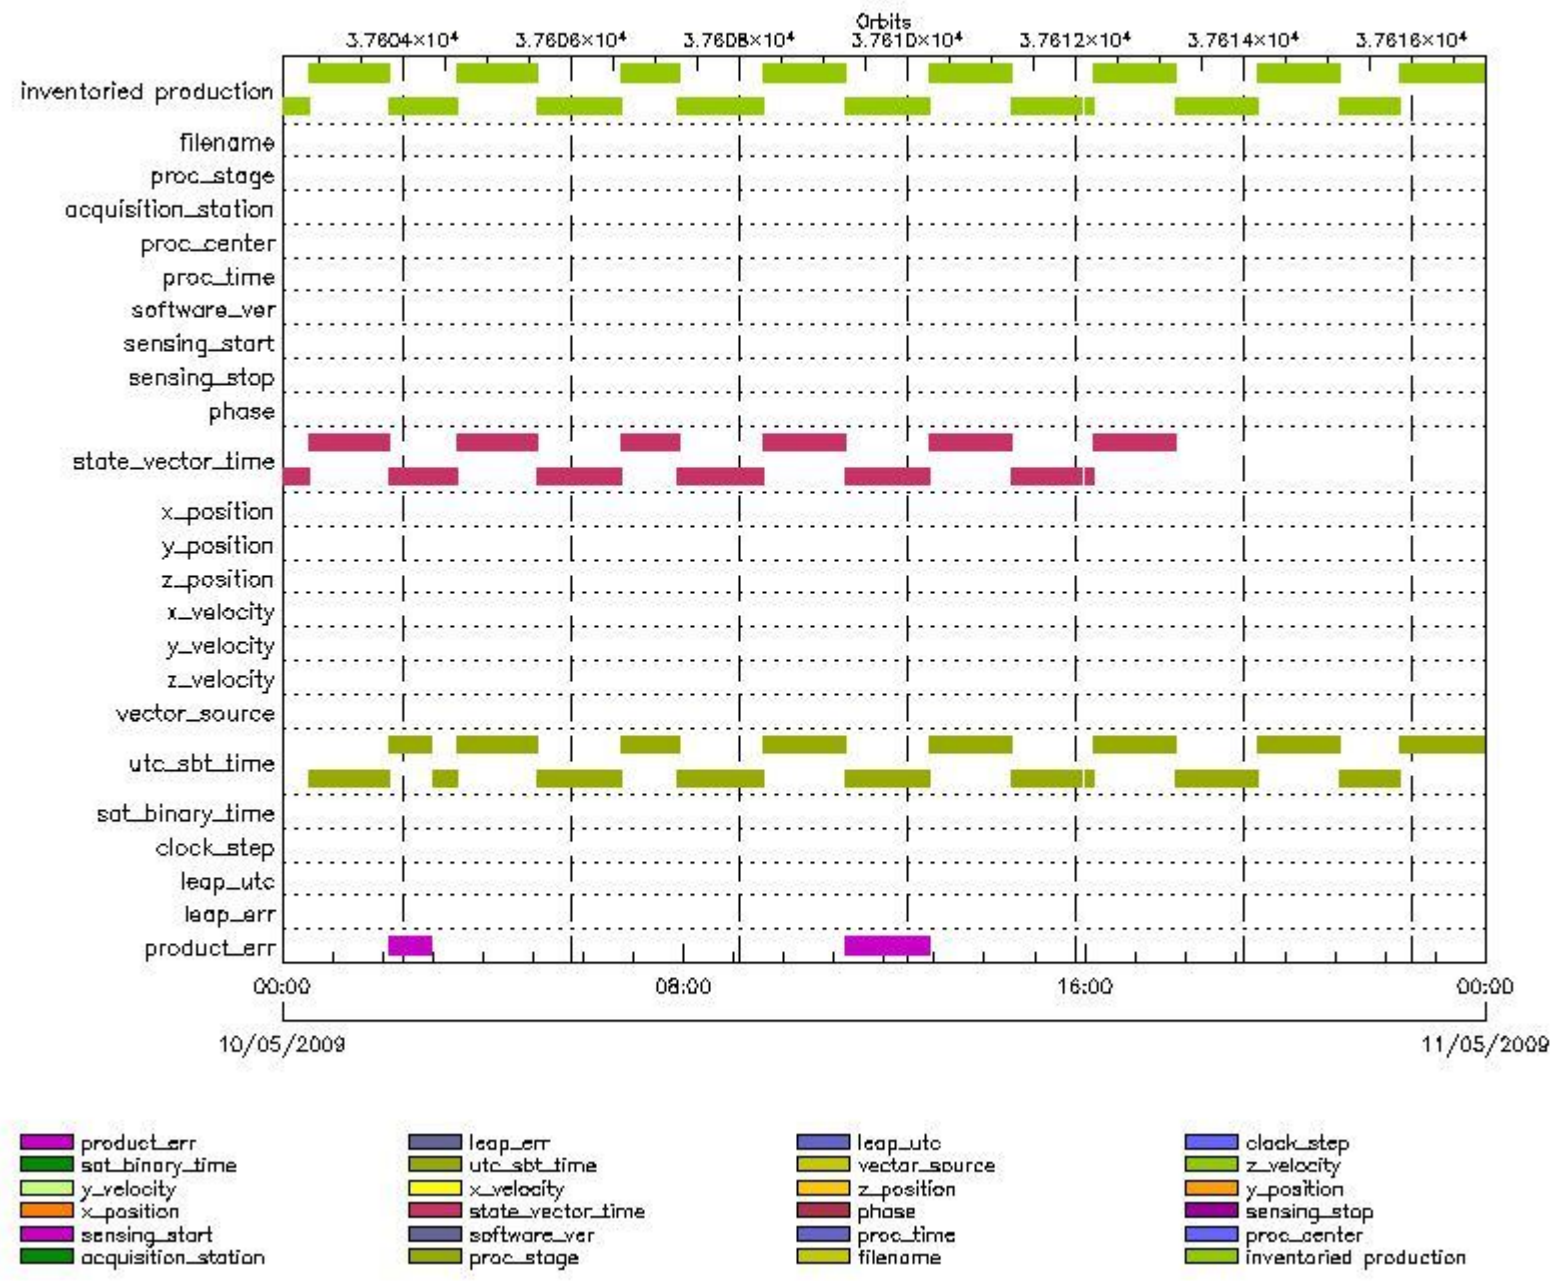 Orbits
3.7604×10⁴ 3.7606×10⁴ 3.7608×10⁴ 3.7610×10⁴ 3.7612×10⁴ 3.7614×10⁴ 3.7616×10⁴
inventoried production
filename
proc_stage
acquisition_station
proc_center
proc_time
software_ver
sensing_start
sensing_stop
phase
state_vector_time
x_position
y_position
z_position
x_velocity
y_velocity
z_velocity
vector_source
utc_sbt_time
sat_binary_time
clock_step
leap_utc
leap_err
product_err
00:00 08:00 16:00 00:00
10/05/2009 11/05/2009
product_err leap_err leap_utc clock_step
sat_binary_time utc_sbt_time vector_source z_velocity
y_velocity x_velocity z_position y_position
x_position state_vector_time phase sensing_stop
sensing_start software_ver proc_time proc_center
acquisition_station proc_stage filename inventoried production